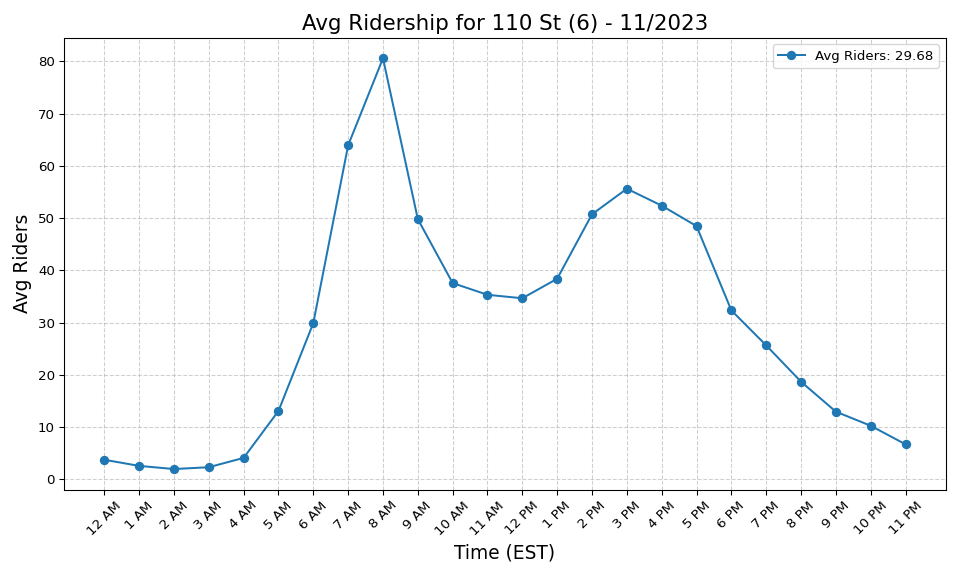 Avg Ridership for 110 St (6) - 11/2023
Avg Riders: 29.68
Avg Riders
80
70
60
50
40
30
20
10
0
12 AM
1 AM
2 AM
3 AM
4 AM
5 AM
6 AM
7 AM
8 AM
9 AM
10 AM
11 AM
12 PM
1 PM
2 PM
3 PM
4 PM
5 PM
6 PM
7 PM
8 PM
9 PM
10 PM
11 PM
Time (EST)